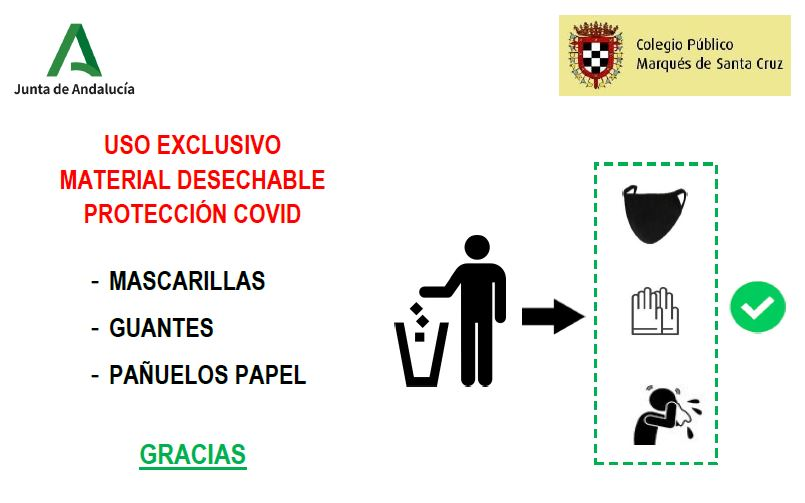 Junta de Andalucía
Colegio Público
Marqués de Santa Cruz
USO EXCLUSIVO
MATERIAL DESECHABLE
PROTECCIÓN COVID
- MASCARILLAS
- GUANTES
- PAÑUELOS PAPEL
GRACIAS